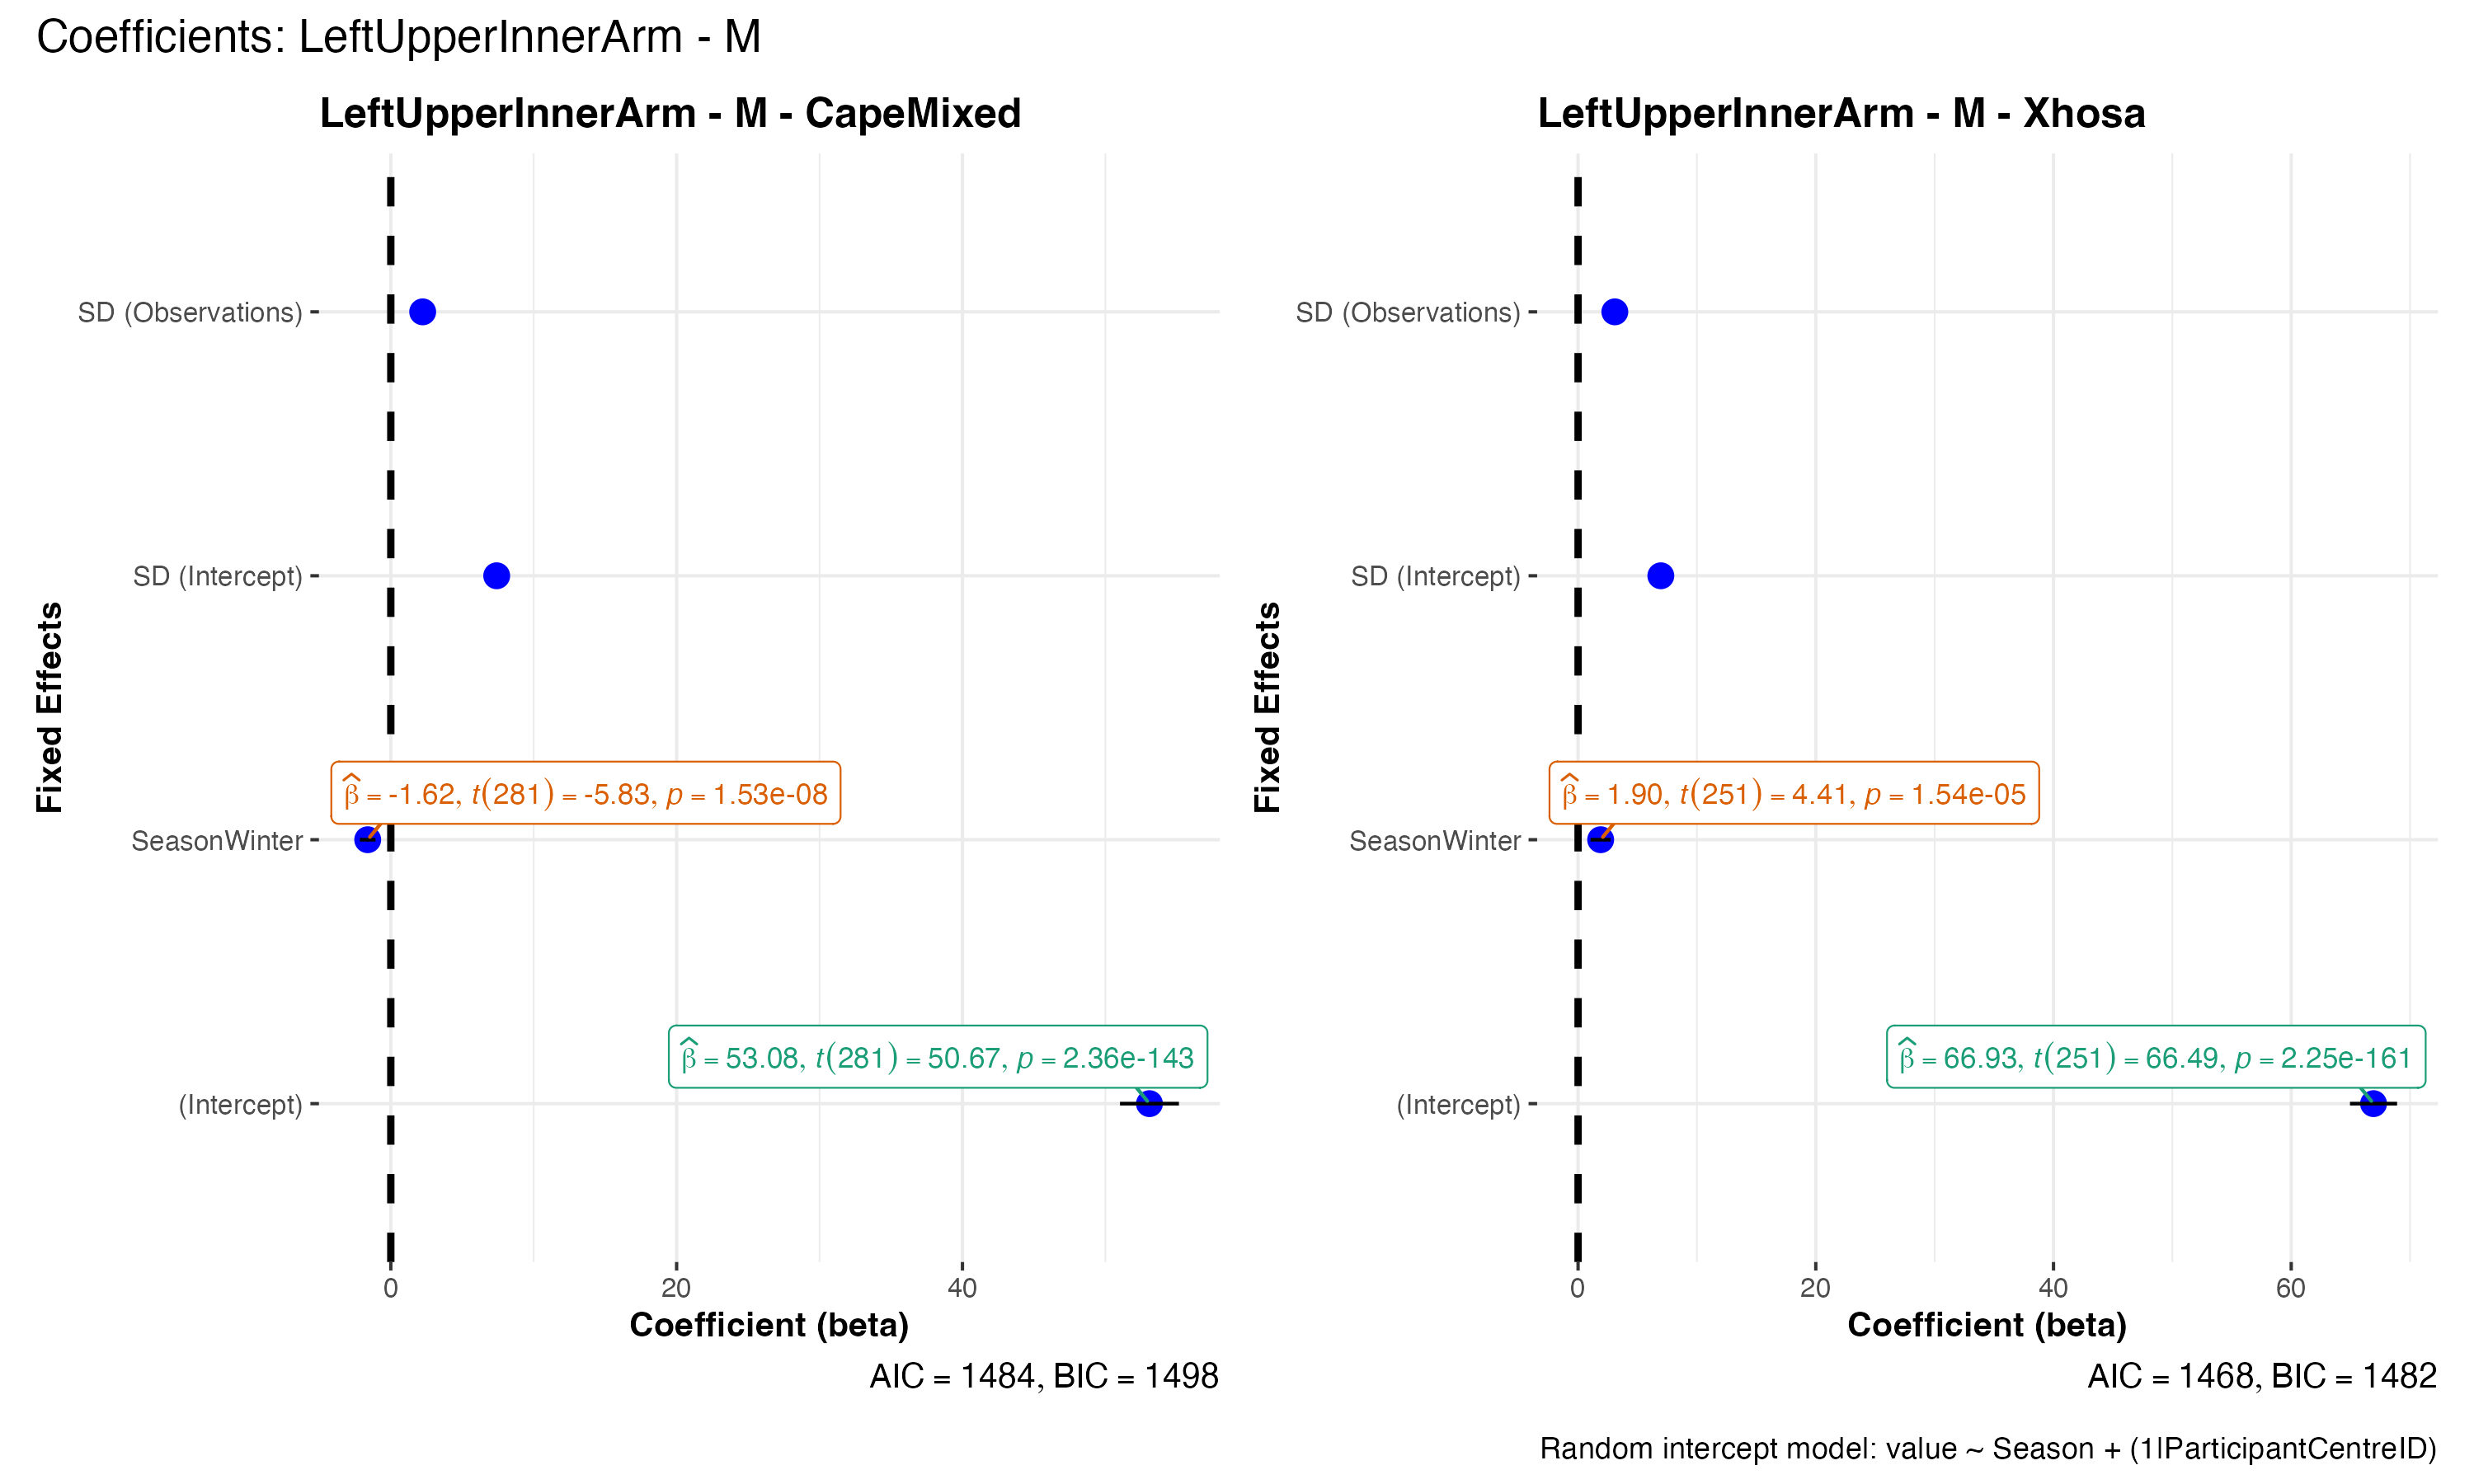 Coefficients: LeftUpperInnerArm - M
LeftUpperInnerArm - M - CapeMixed
Fixed Effects
SD (Observations)
SD (Intercept)
SeasonWinter
(Intercept)
β̂ = -1.62, t(281) = -5.83, p = 1.53e-08
β̂ = 53.08, t(281) = 50.67, p = 2.36e-143
0 20 40
Coefficient (beta)
AIC = 1484, BIC = 1498
LeftUpperInnerArm - M - Xhosa
Fixed Effects
SD (Observations)
SD (Intercept)
SeasonWinter
(Intercept)
β̂ = 1.90, t(251) = 4.41, p = 1.54e-05
β̂ = 66.93, t(251) = 66.49, p = 2.25e-161
0 20 40 60
Coefficient (beta)
AIC = 1468, BIC = 1482
Random intercept model: value ~ Season + (1|ParticipantCentreID)